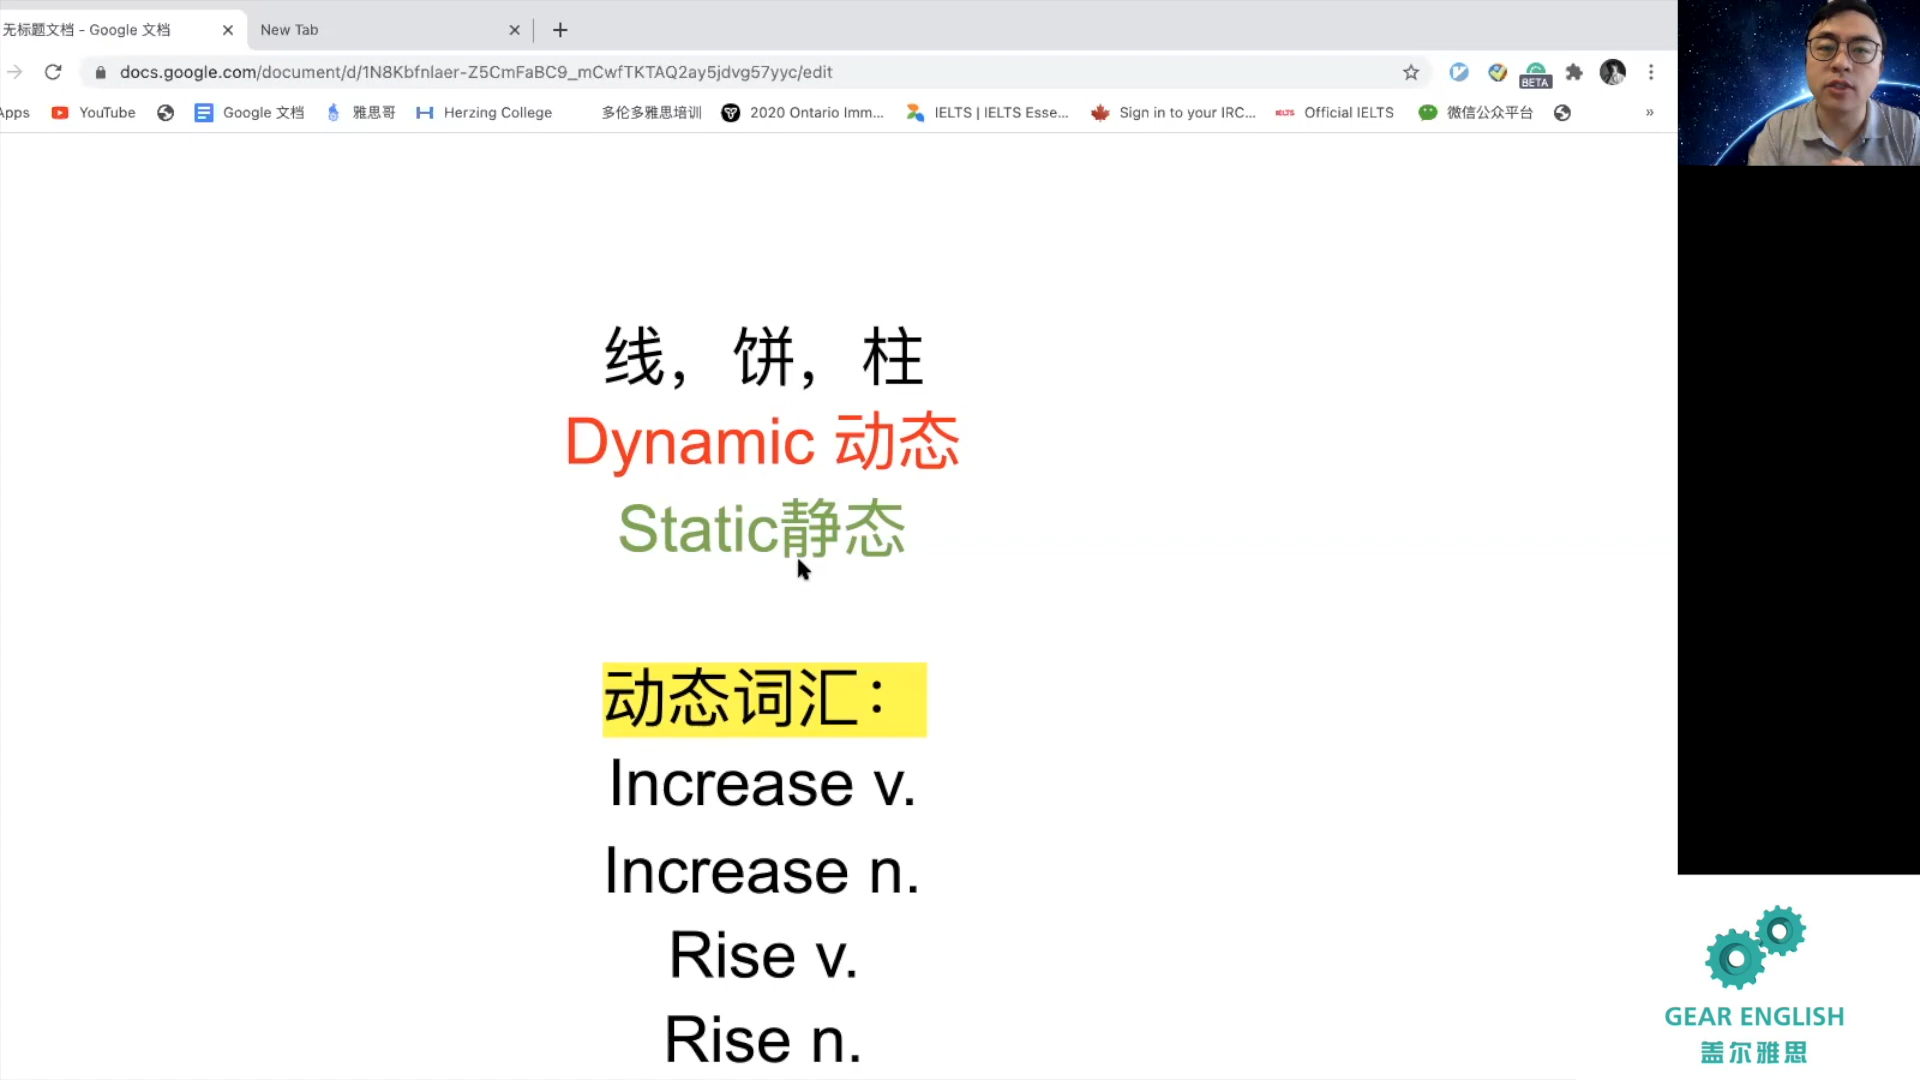 无标题文档 - Google 文档
New Tab
docs.google.com/document/d/1N8Kbfnlaer-Z5CmFaBC9_mCwfTKTAQ2ay5jdvg57yyc/edit
BETA
Apps
YouTube
Google 文档
雅思哥
Herzing College
多伦多雅思培训
2020 Ontario Imm...
IELTS | IELTS Esse...
Sign in to your IRC...
IELTS
Official IELTS
微信公众平台
»
线，饼，柱
Dynamic 动态
Static静态
动态词汇：
Increase v.
Increase n.
Rise v.
Rise n.
GEAR ENGLISH
盖尔雅思